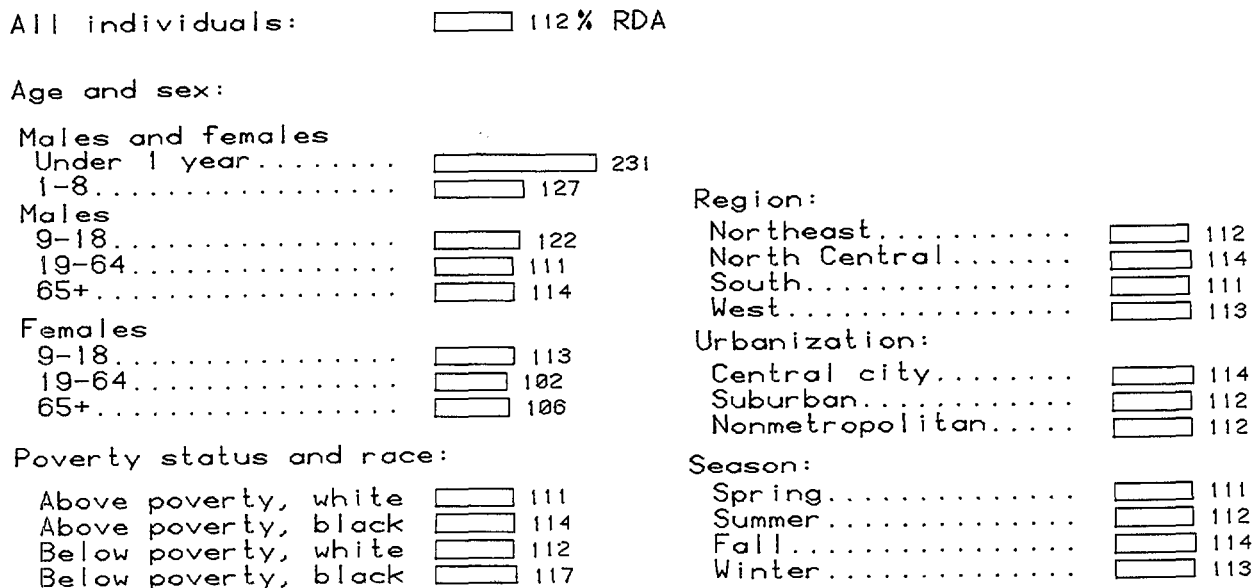 All individuals: 112% RDA
Age and sex:
Males and females
Under 1 year........ 231
1-8................. 127
Males
9-18................ 122
19-64............... 111
65+................. 114
Females
9-18................ 113
19-64............... 102
65+................. 106
Poverty status and race:
Above poverty, white 111
Above poverty, black 114
Below poverty, white 112
Below poverty, black 117
Region:
Northeast........... 112
North Central....... 114
South............... 111
West................ 113
Urbanization:
Central city........ 114
Suburban............ 112
Nonmetropolitan..... 112
Season:
Spring.............. 111
Summer.............. 112
Fall................ 114
Winter.............. 113